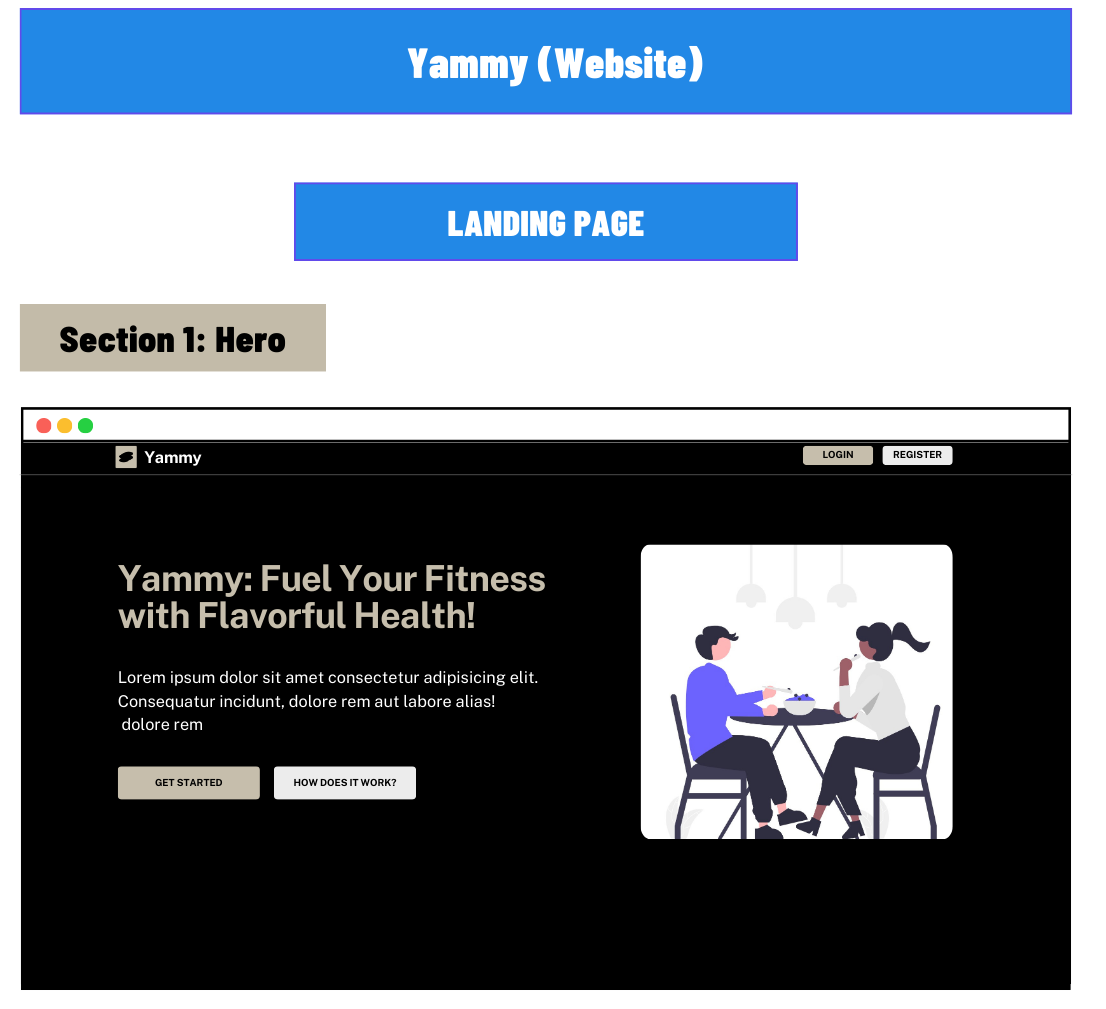 Yammy (Website)
LANDING PAGE
Section 1: Hero
Yammy
LOGIN
REGISTER
Yammy: Fuel Your Fitness
with Flavorful Health!
Lorem ipsum dolor sit amet consectetur adipisicing elit.
Consequatur incidunt, dolore rem aut labore alias!
dolore rem
GET STARTED
HOW DOES IT WORK?